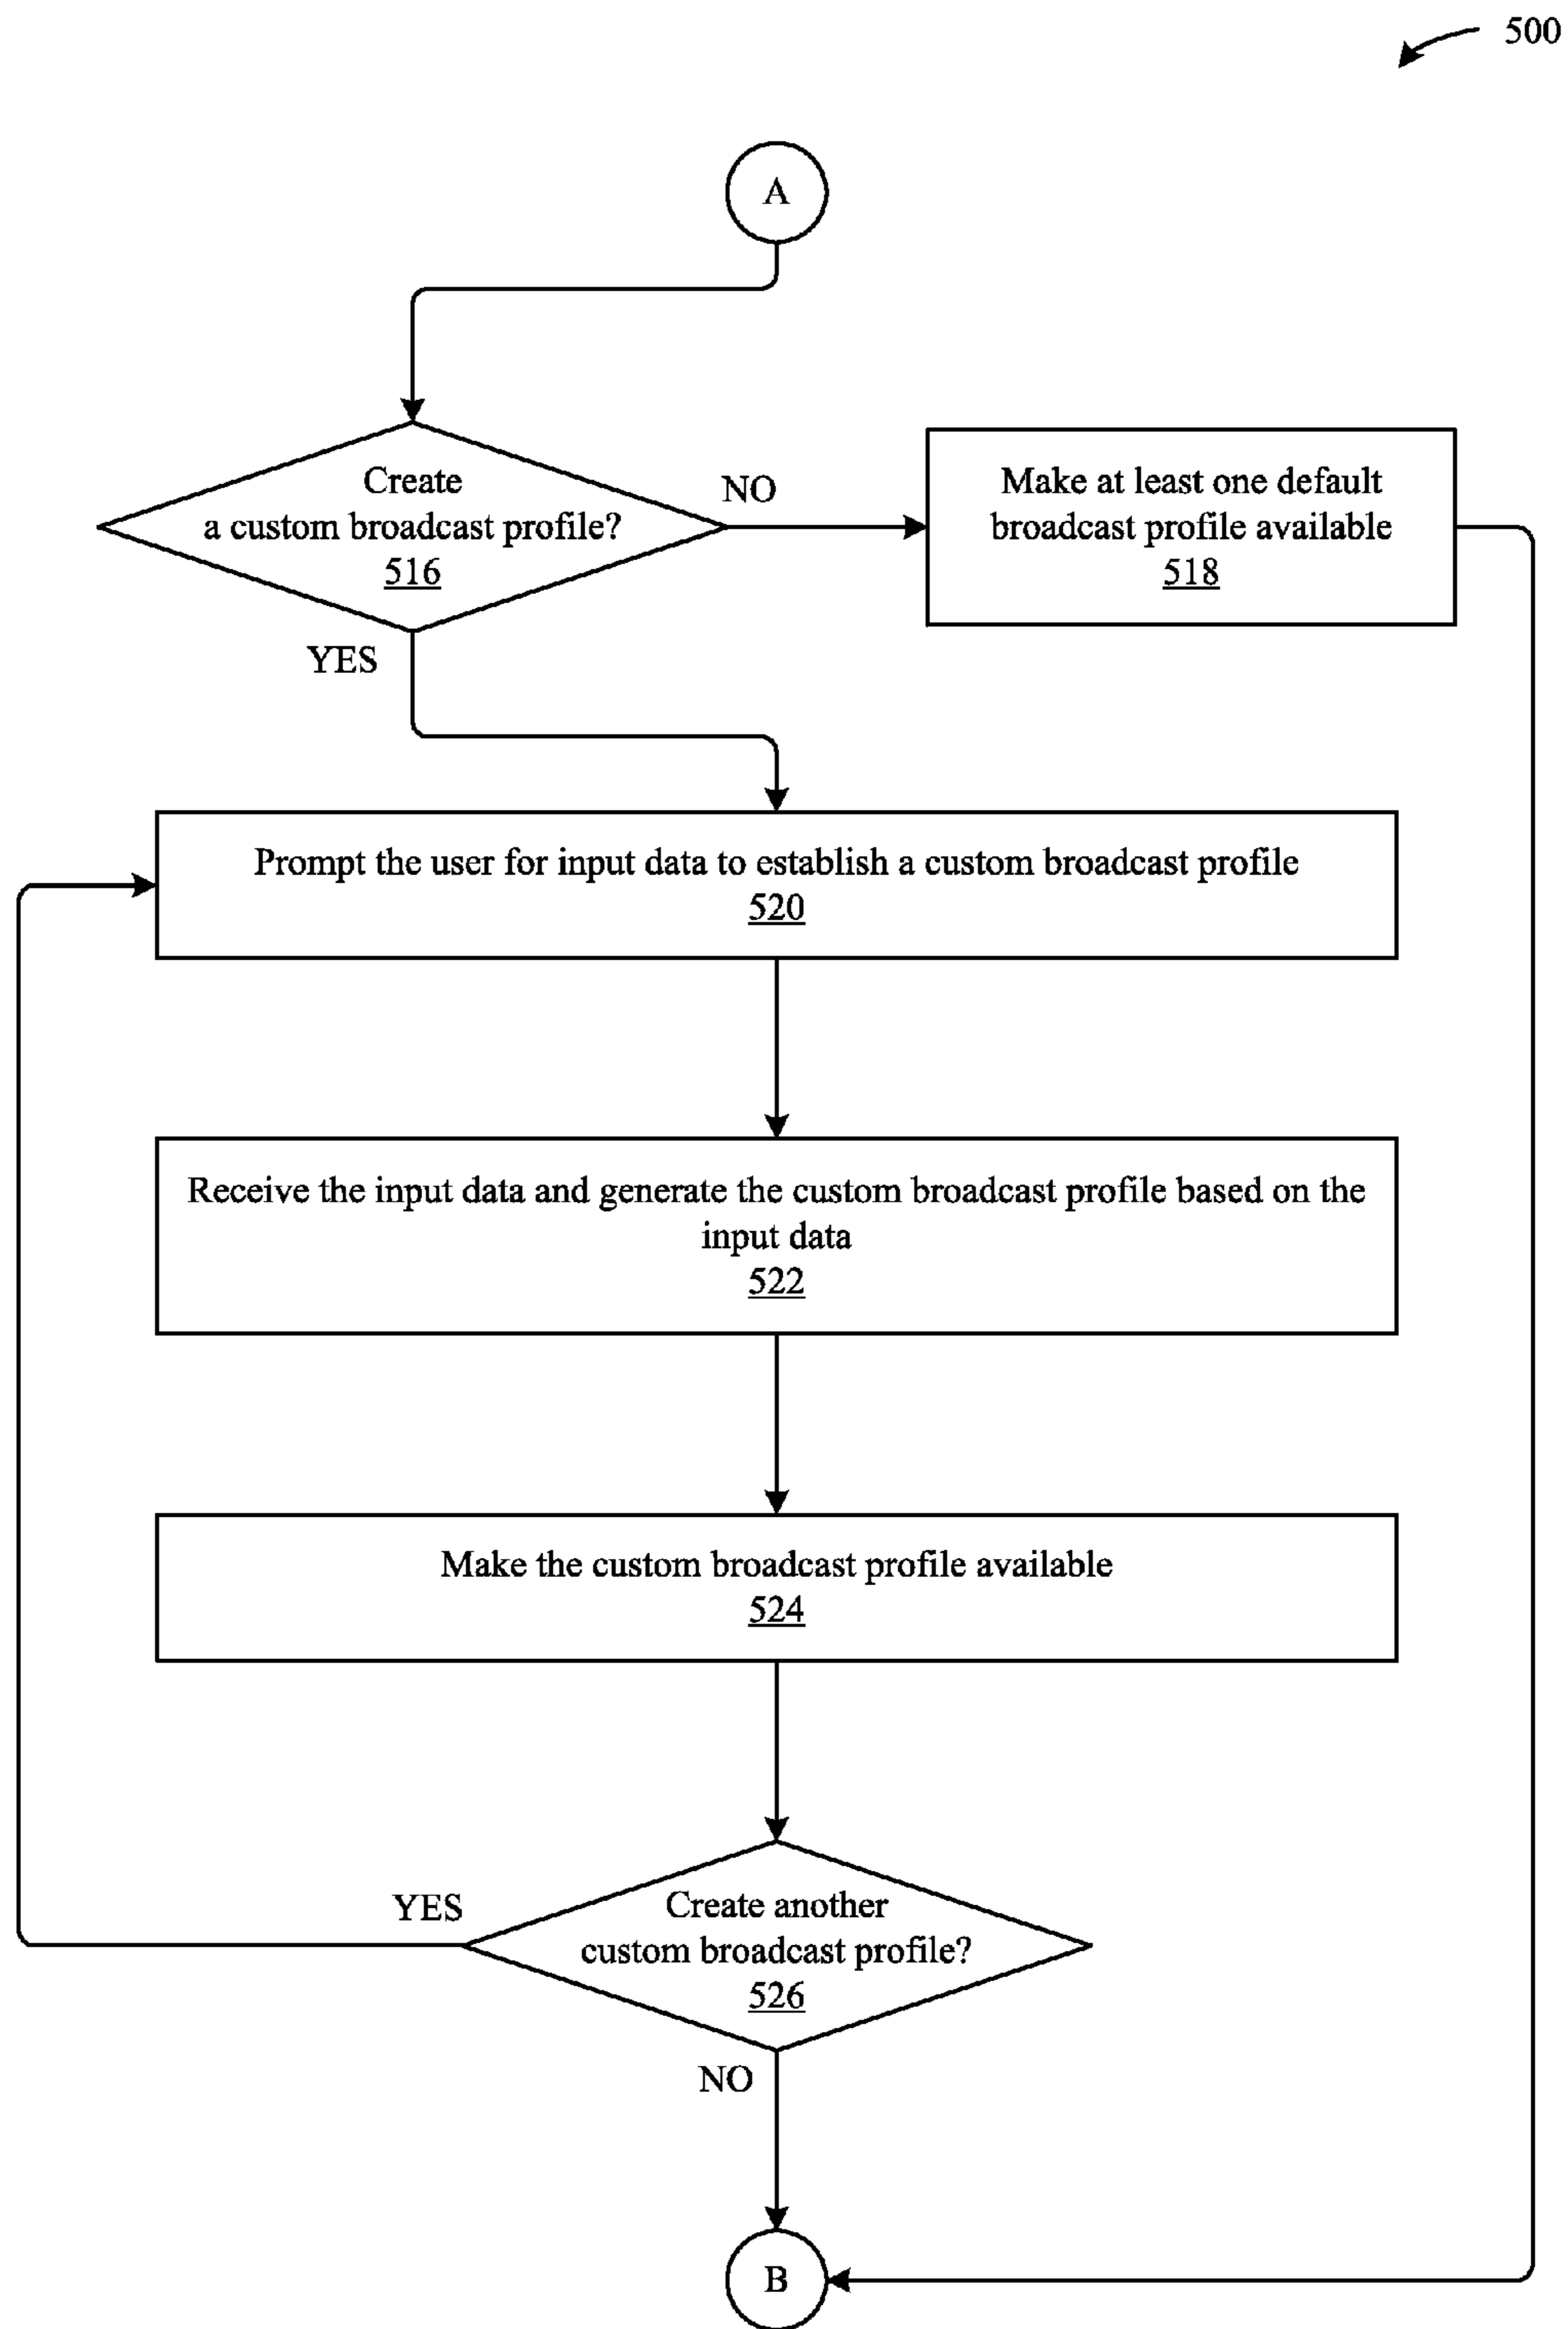 500
A
Create
a custom broadcast profile?
516
NO
Make at least one default
broadcast profile available
518
YES
Prompt the user for input data to establish a custom broadcast profile
520
Receive the input data and generate the custom broadcast profile based on the
input data
522
Make the custom broadcast profile available
524
YES
Create another
custom broadcast profile?
526
NO
B